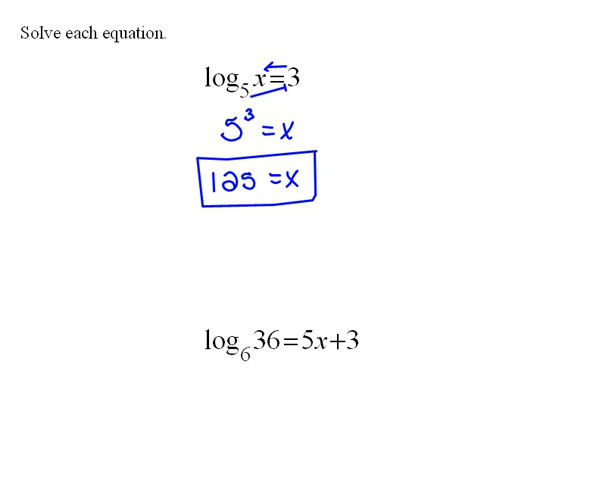 Solve each equation.
log₅ x = 3
5³ = x
125 = x
log₆ 36 = 5x + 3